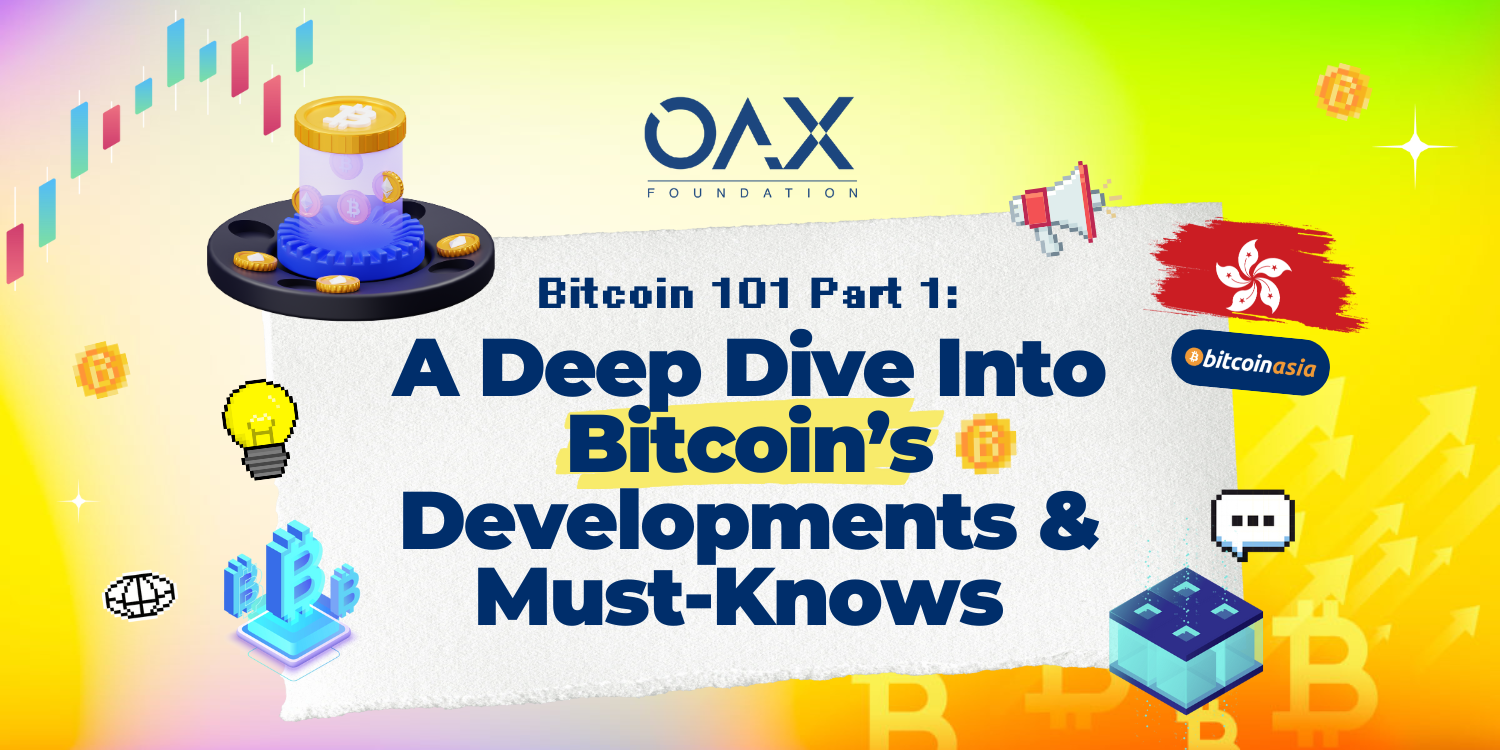 OAX
FOUNDATION
Bitcoin 101 Part 1:
A Deep Dive Into
Bitcoin's
Developments &
Must-Knows
bitcoinasia